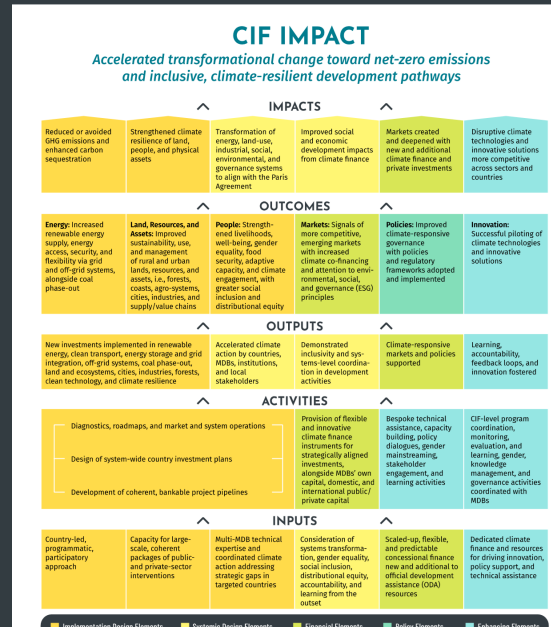 CIF IMPACT
Accelerated transformational change toward net-zero emissions
and inclusive, climate-resilient development pathways
IMPACTS
Reduced or avoided
GHG emissions and
enhanced carbon
sequestration
Strengthened climate
resilience of land,
people, and physical
assets
Transformation of
energy, land-use,
industrial, social,
environmental, and
governance systems
to align with the Paris
Agreement
Improved social
and economic
development impacts
from climate finance
Markets created
and deepened with
new and additional
climate finance and
private investments
Disruptive climate
technologies and
innovative solutions
more competitive
across sectors and
countries
OUTCOMES
Energy: Increased
renewable energy
supply, energy
access, security, and
flexibility via grid
and off-grid systems,
alongside coal
phase-out
Land, Resources, and
Assets: Improved
sustainability, use,
and management
of rural and urban
lands, resources, and
assets, i.e., forests,
coasts, agro-systems,
cities, industries, and
supply/value chains
People: Strength-
ened livelihoods,
well-being, gender
equality, food
security, adaptive
capacity, and climate
engagement, with
greater social
inclusion and
distributional equity
Markets: Signals of
more competitive,
emerging markets
with increased
climate co-financing
and attention to envi-
ronmental, social,
and governance (ESG)
principles
Policies: Improved
climate-responsive
governance
with policies
and regulatory
frameworks adopted
and implemented
Innovation:
Successful piloting of
climate technologies
and innovative
solutions
OUTPUTS
New investments implemented in renewable
energy, clean transport, energy storage and grid
integration, off-grid systems, coal phase-out,
land and ecosystems, cities, industries, forests,
clean technology, and climate resilience
Accelerated climate
action by countries,
MDBs, institutions,
and local
stakeholders
Demonstrated
inclusivity and sys-
tems-level coordina-
tion in development
activities
Climate-responsive
markets and policies
supported
Learning,
accountability,
feedback loops, and
innovation fostered
ACTIVITIES
Diagnostics, roadmaps, and market and system operations
Design of system-wide country investment plans
Development of coherent, bankable project pipelines
Provision of flexible
and innovative
climate finance
instruments for
strategically aligned
investments,
alongside MDBs' own
capital, domestic, and
international public/
private capital
Bespoke technical
assistance, capacity
building, policy
dialogues, gender
mainstreaming,
stakeholder
engagement, and
learning activities
CIF-level program
coordination,
monitoring,
evaluation, and
learning, gender,
knowledge
management, and
governance activities
coordinated with
MDBs
INPUTS
Country-led,
programmatic,
participatory
approach
Capacity for large-
scale, coherent
packages of public-
and private-sector
interventions
Multi-MDB technical
expertise and
coordinated climate
action addressing
strategic gaps in
targeted countries
Consideration of
systems transforma-
tion, gender equality,
social inclusion,
distributional equity,
accountability, and
learning from the
outset
Scaled-up, flexible,
and predictable
concessional finance
new and additional to
official development
assistance (ODA)
resources
Dedicated climate
finance and resources
for driving innovation,
policy support, and
technical assistance
Implementation Design Elements
Systemic Design Elements
Financial Elements
Policy Elements
Enhancing Elements